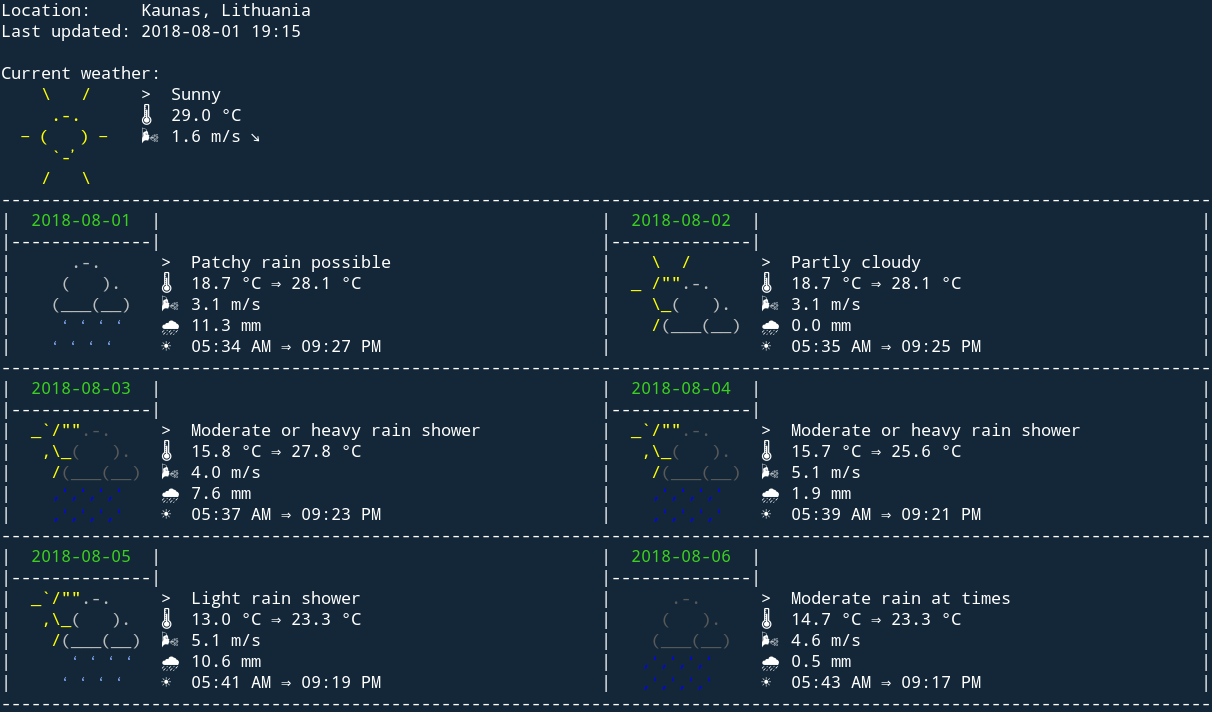 Location:     Kaunas, Lithuania
Last updated: 2018-08-01 19:15
Current weather:
> Sunny
29.0 °C
1.6 m/s ↘
2018-08-01
> Patchy rain possible
18.7 °C ⇒ 28.1 °C
3.1 m/s
11.3 mm
05:34 AM ⇒ 09:27 PM
2018-08-02
> Partly cloudy
18.7 °C ⇒ 28.1 °C
3.1 m/s
0.0 mm
05:35 AM ⇒ 09:25 PM
2018-08-03
> Moderate or heavy rain shower
15.8 °C ⇒ 27.8 °C
4.0 m/s
7.6 mm
05:37 AM ⇒ 09:23 PM
2018-08-04
> Moderate or heavy rain shower
15.7 °C ⇒ 25.6 °C
5.1 m/s
1.9 mm
05:39 AM ⇒ 09:21 PM
2018-08-05
> Light rain shower
13.0 °C ⇒ 23.3 °C
5.1 m/s
10.6 mm
05:41 AM ⇒ 09:19 PM
2018-08-06
> Moderate rain at times
14.7 °C ⇒ 23.3 °C
4.6 m/s
0.5 mm
05:43 AM ⇒ 09:17 PM